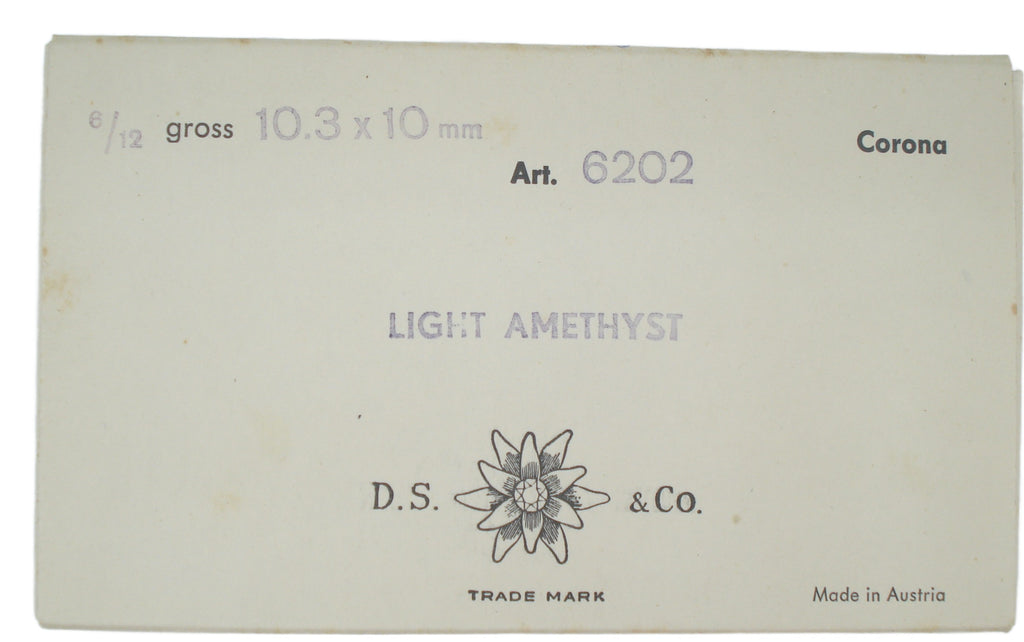 6/12 gross 10.3 x 10 mm
Corona
Art. 6202
LIGHT AMETHYST
D.S. & Co.
TRADE MARK
Made in Austria